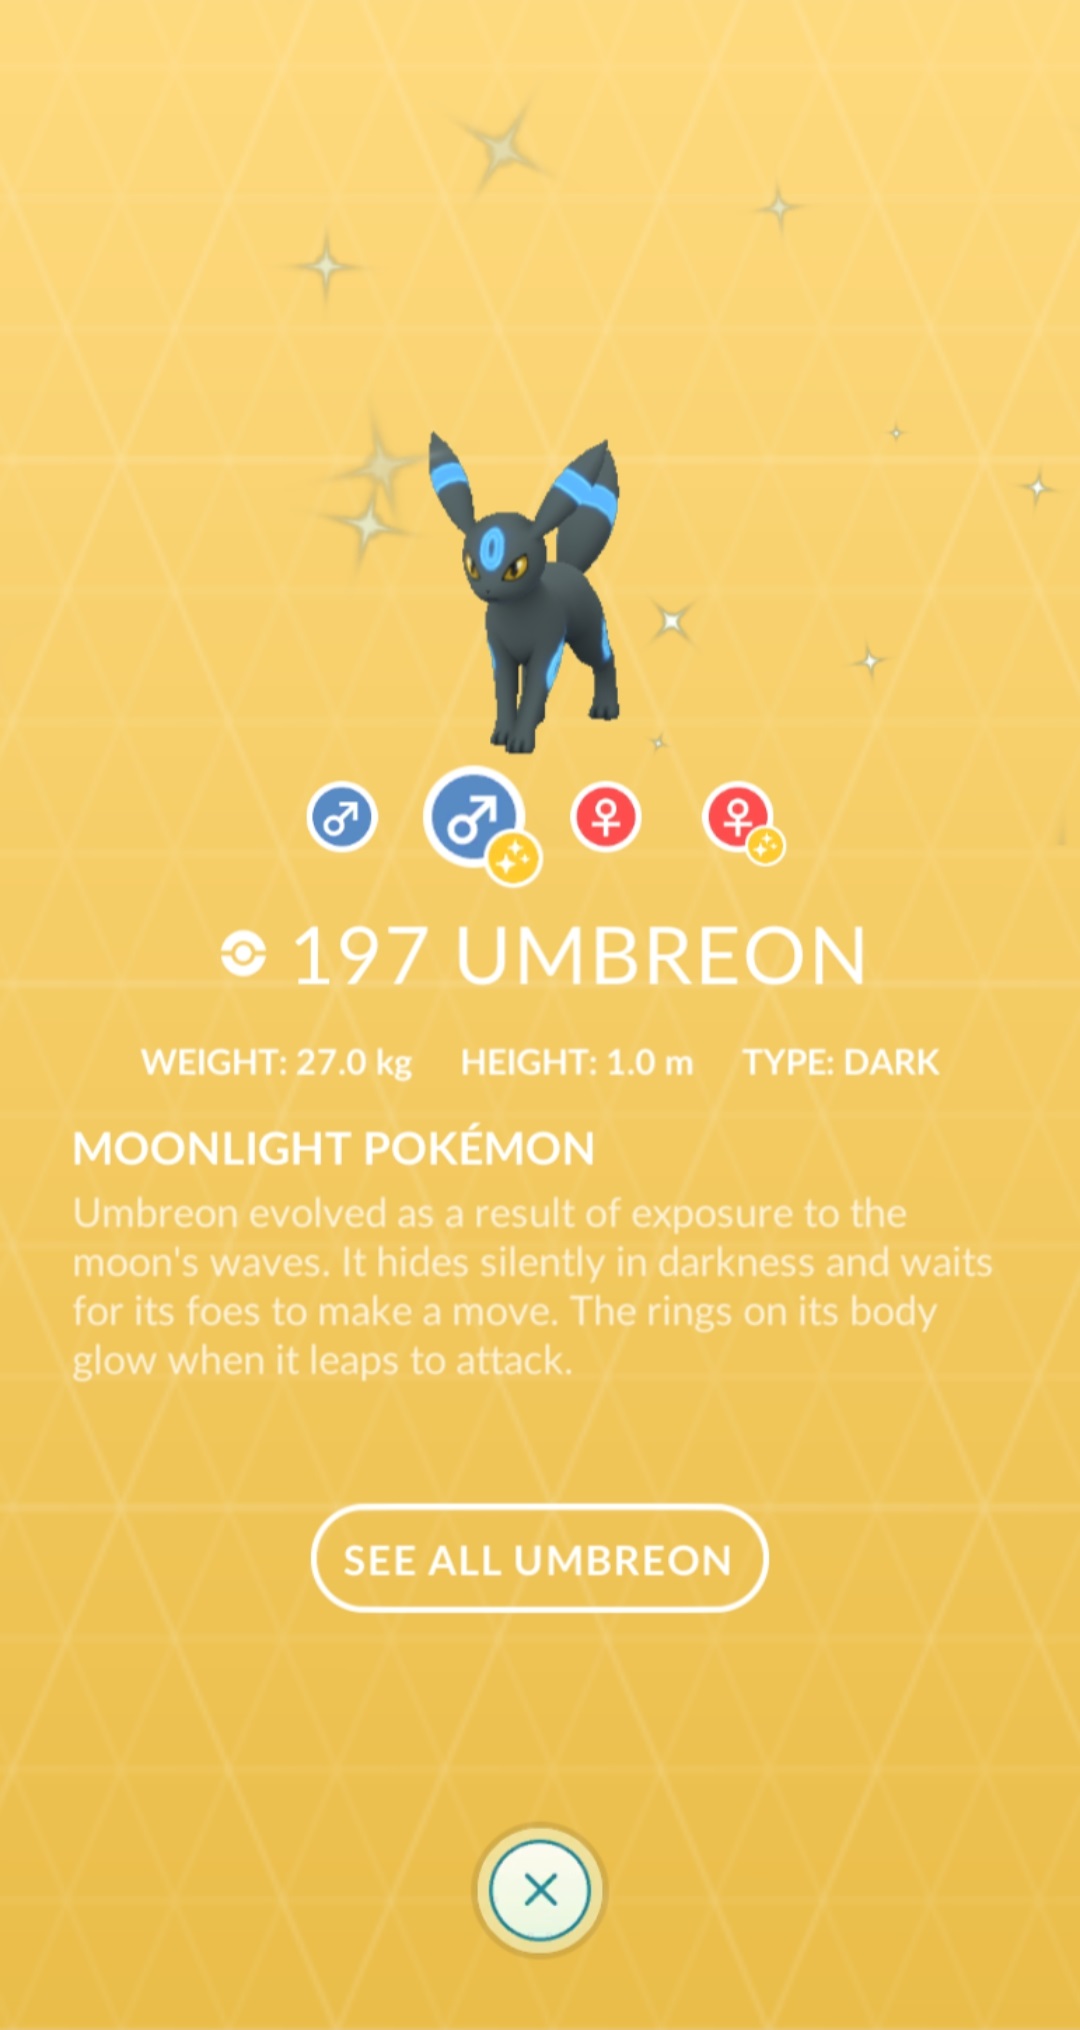 197 UMBREON
WEIGHT: 27.0 kg HEIGHT: 1.0 m TYPE: DARK
MOONLIGHT POKÉMON
Umbreon evolved as a result of exposure to the
moon's waves. It hides silently in darkness and waits
for its foes to make a move. The rings on its body
glow when it leaps to attack.
SEE ALL UMBREON